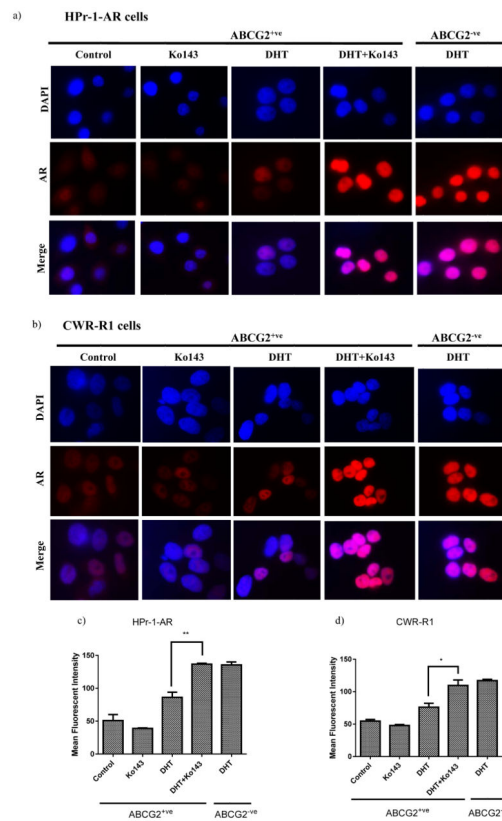 a) HPr-1-AR cells
ABCG2+ve ABCG2-ve
Control Ko143 DHT DHT+Ko143 DHT
DAPI
AR
Merge
b) CWR-R1 cells
ABCG2+ve ABCG2-ve
Control Ko143 DHT DHT+Ko143 DHT
DAPI
AR
Merge
c) HPr-1-AR
Mean Fluorescent Intensity
150
100
50
0
**
Control Ko143 DHT DHT+Ko143 DHT
ABCG2+ve ABCG2-ve
d) CWR-R1
Mean Fluorescent Intensity
150
100
50
0
*
Control Ko143 DHT DHT+Ko143 DHT
ABCG2+ve ABCG2-